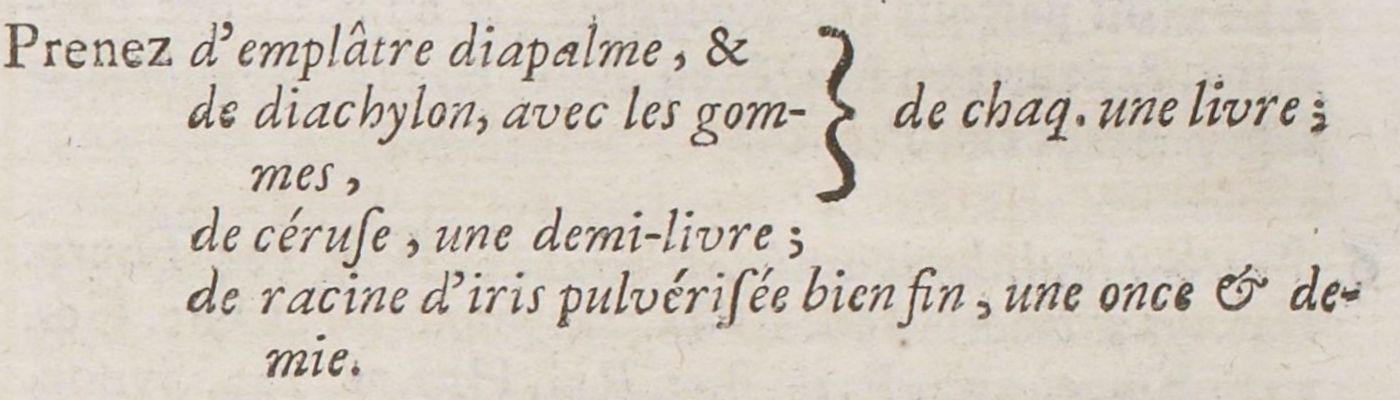 Prenez d'emplâtre diapalme, &
de diachylon, avec les gom- } de chaq. une livre;
mes,
de céruſe, une demi-livre;
de racine d'iris pulvériſée bien fin, une once & de-
mie.